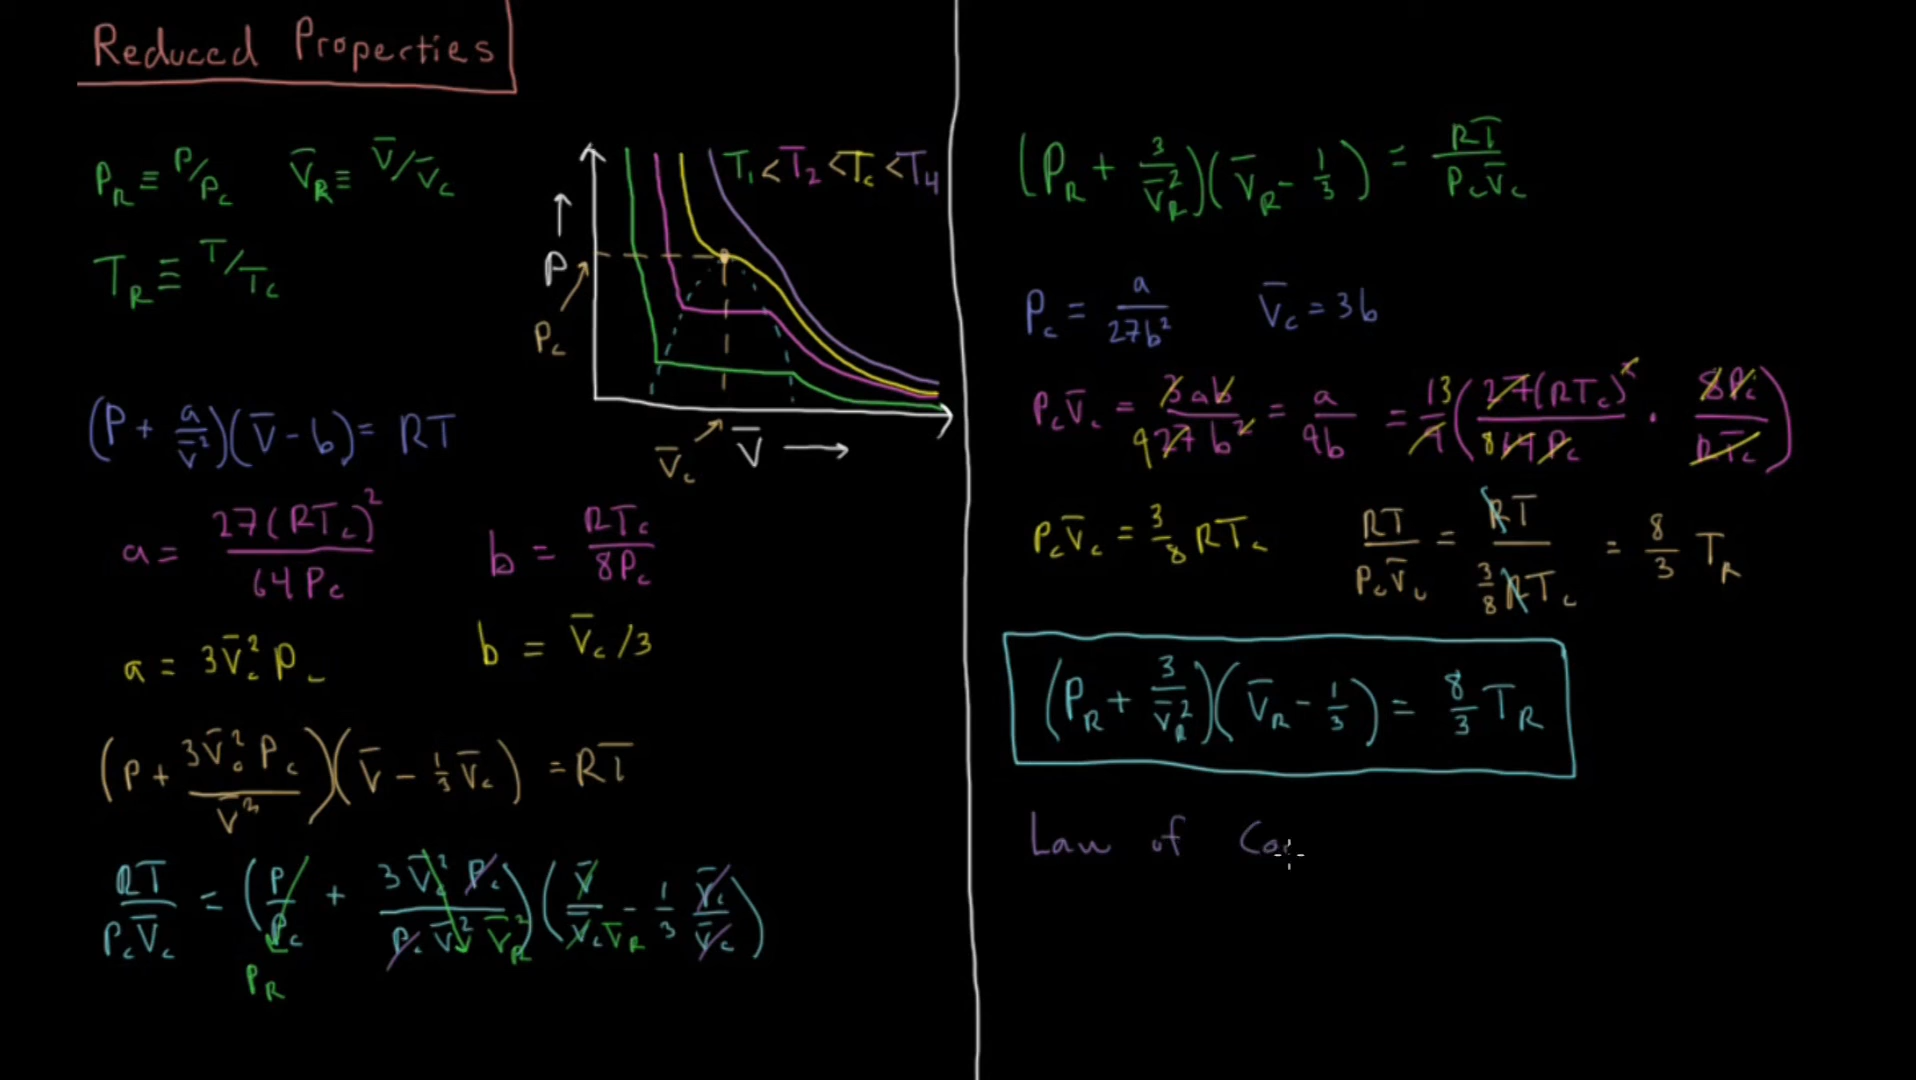 Reduced Properties
P_R ≡ P/P_c   V̄_R ≡ V̄/V̄_c
T_R ≡ T/T_c
T_1 < T_2 < T_c < T_4
P
P_c
V̄_c   V̄
(P + a/V̄²)(V̄ - b) = RT
a = 27(RT_c)²/64P_c   b = RT_c/8P_c
a = 3V̄_c²P_c   b = V̄_c/3
(P + 3V̄_c²P_c/V̄²)(V̄ - 1/3 V̄_c) = RT
RT/P_cV̄_c = (P/P_c + 3V̄_c²P_c/P_cV̄² V̄_R²)(V̄/V̄_c V̄_R - 1/3 V̄_c/V̄_c)
P_R
(P_R + 3/V̄_R²)(V̄_R - 1/3) = RT/P_cV̄_c
P_c = a/27b²   V̄_c = 3b
P_cV̄_c = 3ab/9 27b² = a/9b = 1 3/9 (27(RT_c)²/8 64P_c · 8P_c/RT_c)
P_cV̄_c = 3/8 RT_c   RT/P_cV̄_c = RT/(3/8 RT_c) = 8/3 T_R
(P_R + 3/V̄_R²)(V̄_R - 1/3) = 8/3 T_R
Law of Co